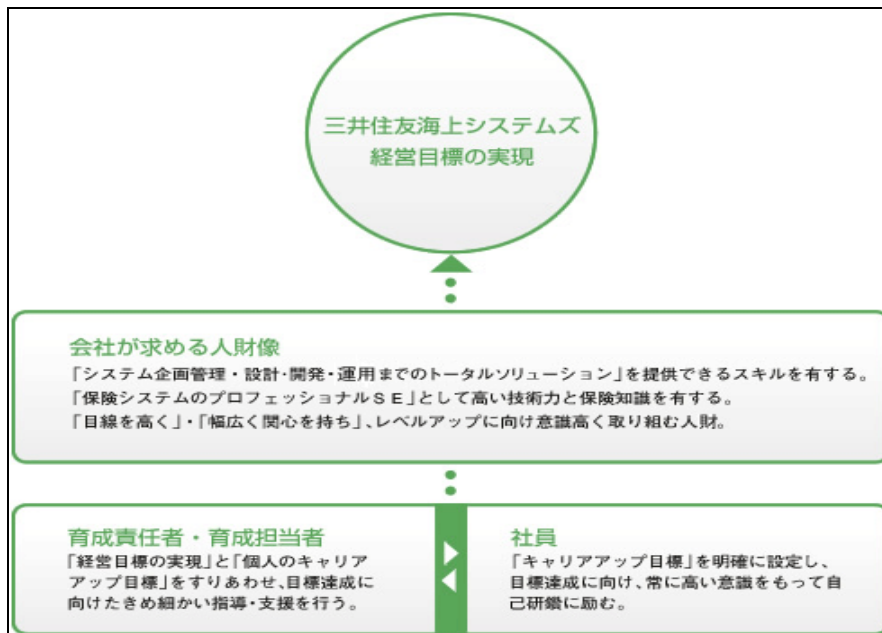 三井住友海上システムズ
経営目標の実現
会社が求める人財像
「システム企画管理・設計・開発・運用までのトータルソリューション」を提供できるスキルを有する。
「保険システムのプロフェッショナルＳＥ」として高い技術力と保険知識を有する。
「目線を高く」・「幅広く関心を持ち」、レベルアップに向け意識高く取り組む人財。
育成責任者・育成担当者
「経営目標の実現」と「個人のキャリア
アップ目標」をすりあわせ、目標達成に
向けたきめ細かい指導・支援を行う。
社員
「キャリアアップ目標」を明確に設定し、
目標達成に向け、常に高い意識をもって自
己研鑽に励む。